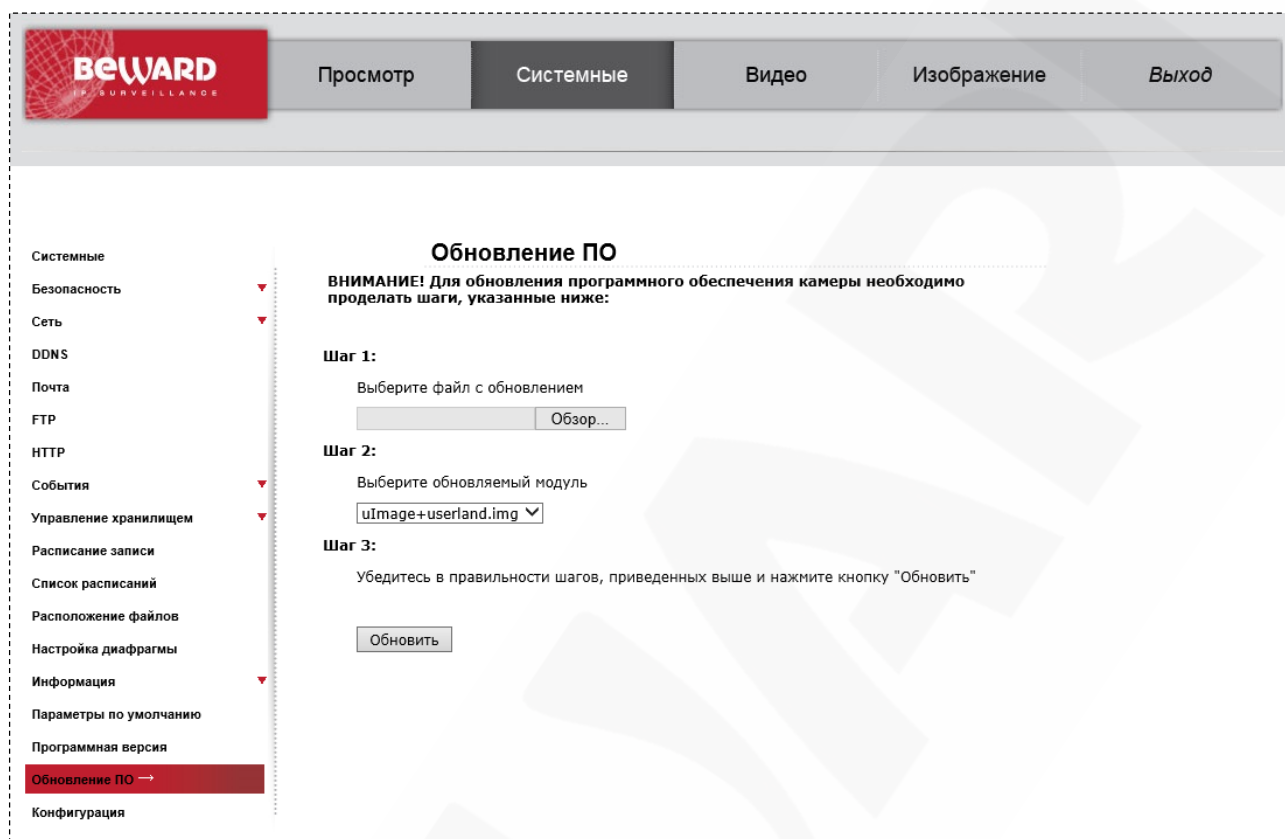 BEWARD
IP SURVEILLANCE
Просмотр
Системные
Видео
Изображение
Выход
Системные
Безопасность
Сеть
DDNS
Почта
FTP
HTTP
События
Управление хранилищем
Расписание записи
Список расписаний
Расположение файлов
Настройка диафрагмы
Информация
Параметры по умолчанию
Программная версия
Обновление ПО →
Конфигурация
Обновление ПО
ВНИМАНИЕ! Для обновления программного обеспечения камеры необходимо
проделать шаги, указанные ниже:
Шаг 1:
Выберите файл с обновлением
Обзор...
Шаг 2:
Выберите обновляемый модуль
uImage+userland.img
Шаг 3:
Убедитесь в правильности шагов, приведенных выше и нажмите кнопку "Обновить"
Обновить